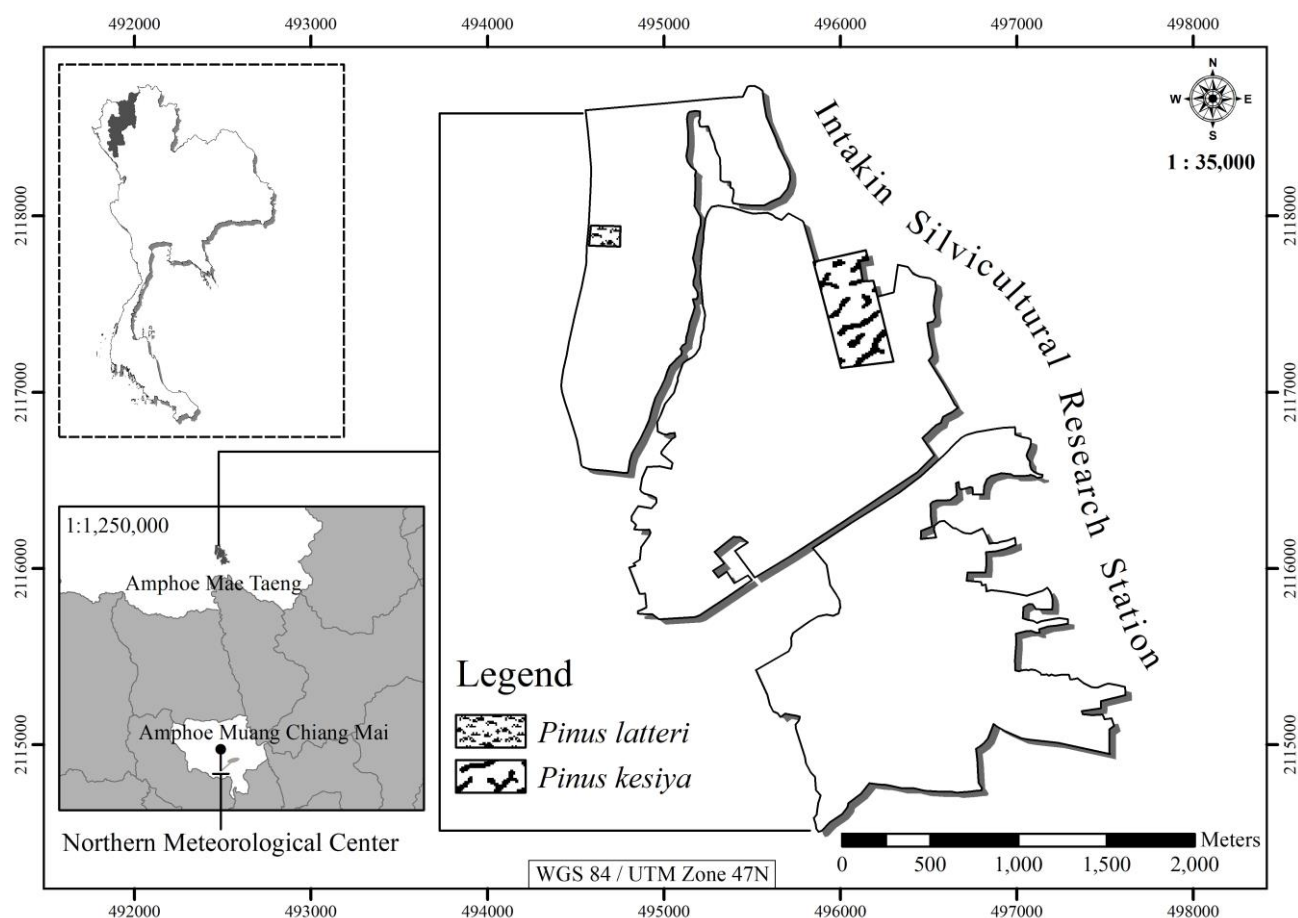 492000 493000 494000 495000 496000 497000 498000
N
W E
S
1 : 35,000
Intakin Silvicultural Research Station
2118000 2118000
2117000 2117000
2116000 2116000
2115000 2115000
1:1,250,000
Amphoe Mae Taeng
Amphoe Muang Chiang Mai
Northern Meteorological Center
Legend
Pinus latteri
Pinus kesiya
Meters
0 500 1,000 1,500 2,000
WGS 84 / UTM Zone 47N
492000 493000 494000 495000 496000 497000 498000